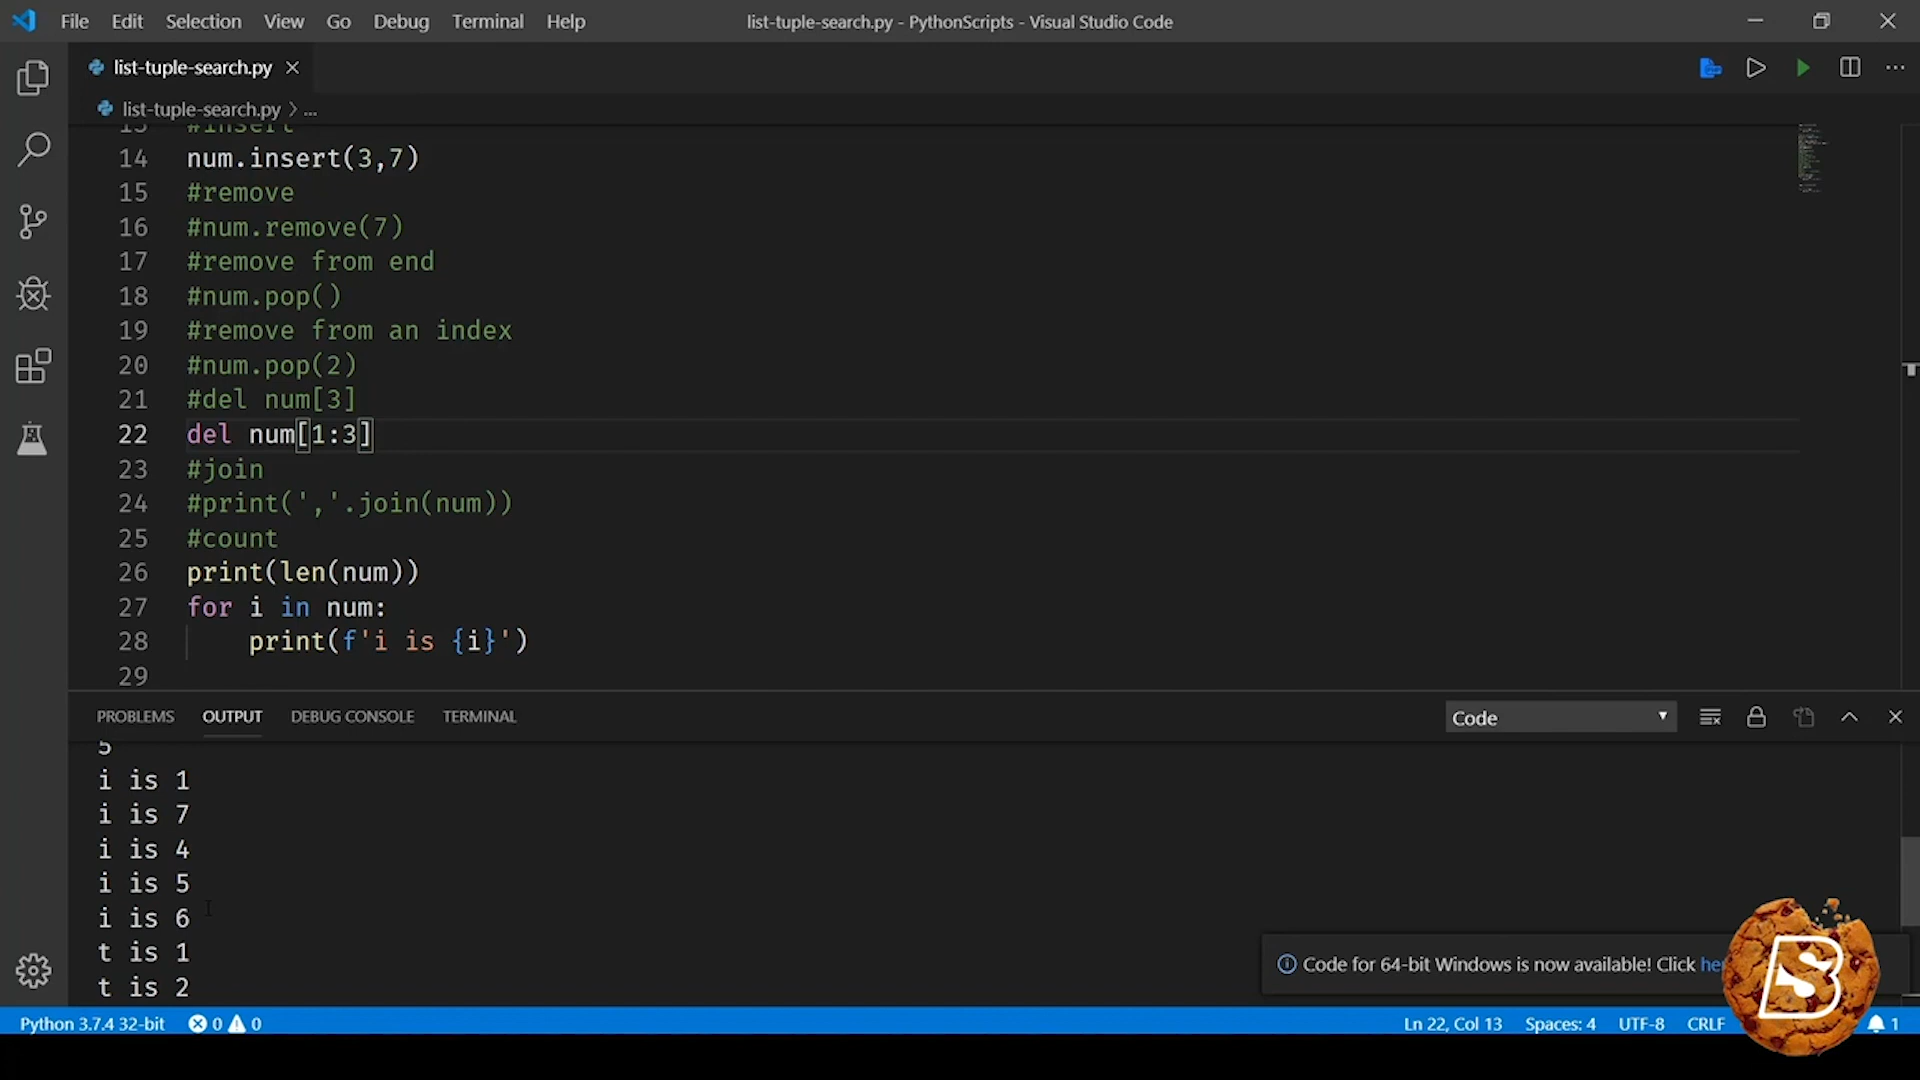 File Edit Selection View Go Debug Terminal Help list-tuple-search.py - PythonScripts - Visual Studio Code
list-tuple-search.py
list-tuple-search.py > ...
13 #insert
14 num.insert(3,7)
15 #remove
16 #num.remove(7)
17 #remove from end
18 #num.pop()
19 #remove from an index
20 #num.pop(2)
21 #del num[3]
22 del num[1:3]
23 #join
24 #print(','.join(num))
25 #count
26 print(len(num))
27 for i in num:
28 print(f'i is {i}')
29
PROBLEMS OUTPUT DEBUG CONSOLE TERMINAL Code
5
i is 1
i is 7
i is 4
i is 5
i is 6
t is 1
t is 2
Code for 64-bit Windows is now available! Click
Python 3.7.4 32-bit 0 0 Ln 22, Col 13 Spaces: 4 UTF-8 CRLF 1